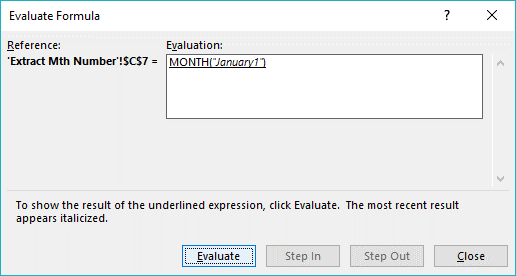 Evaluate Formula
Reference:
Evaluation:
'Extract Mth Number'!$C$7 =
MONTH("January1")
To show the result of the underlined expression, click Evaluate. The most recent result
appears italicized.
Evaluate
Step In
Step Out
Close